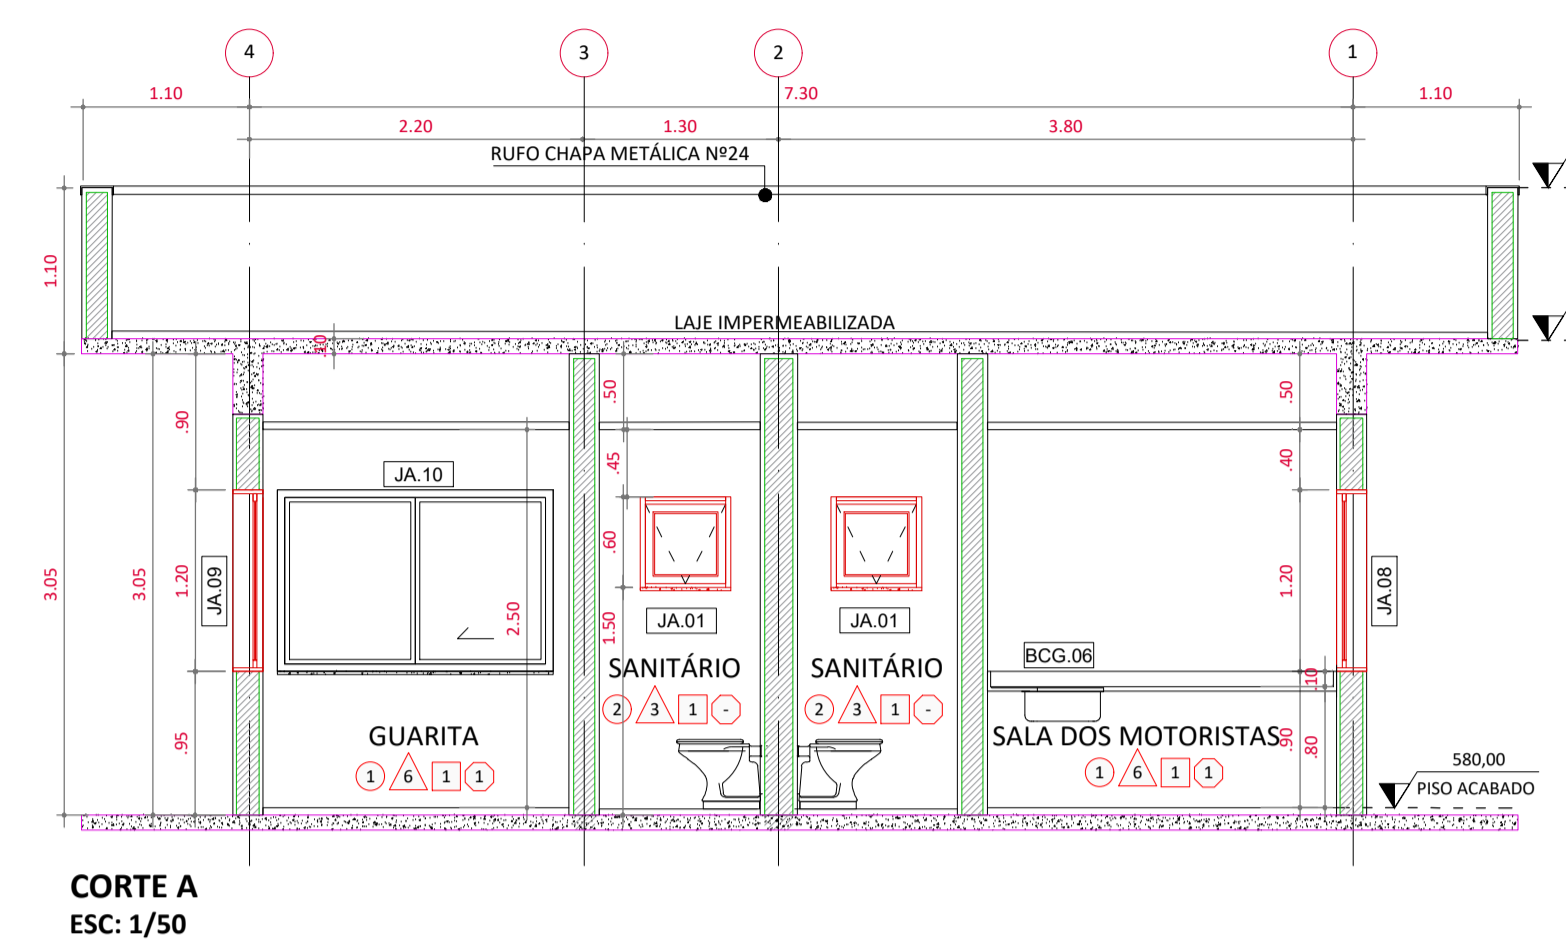 4
3
2
1
1.10
7.30
1.10
2.20
1.30
3.80
RUFO CHAPA METÁLICA Nº24
1.10
LAJE IMPERMEABILIZADA
.10
.90
.50
.50
JA.10
.45
.40
3.05
3.05
1.20
JA.09
2.50
.60
1.50
1.20
JA.08
JA.01
JA.01
BCG.06
SANITÁRIO
SANITÁRIO
.10
2 3 1 -
2 3 1 -
.95
GUARITA
SALA DOS MOTORISTAS
.90
.80
1 6 1 1
1 6 1 1
580,00
PISO ACABADO
CORTE A
ESC: 1/50